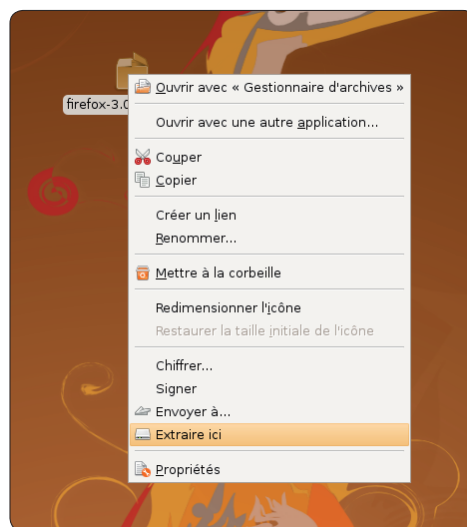 firefox-3.0
Ouvrir avec « Gestionnaire d'archives »
Ouvrir avec une autre application...
Couper
Copier
Créer un lien
Renommer...
Mettre à la corbeille
Redimensionner l'icône
Restaurer la taille initiale de l'icône
Chiffrer...
Signer
Envoyer à...
Extraire ici
Propriétés